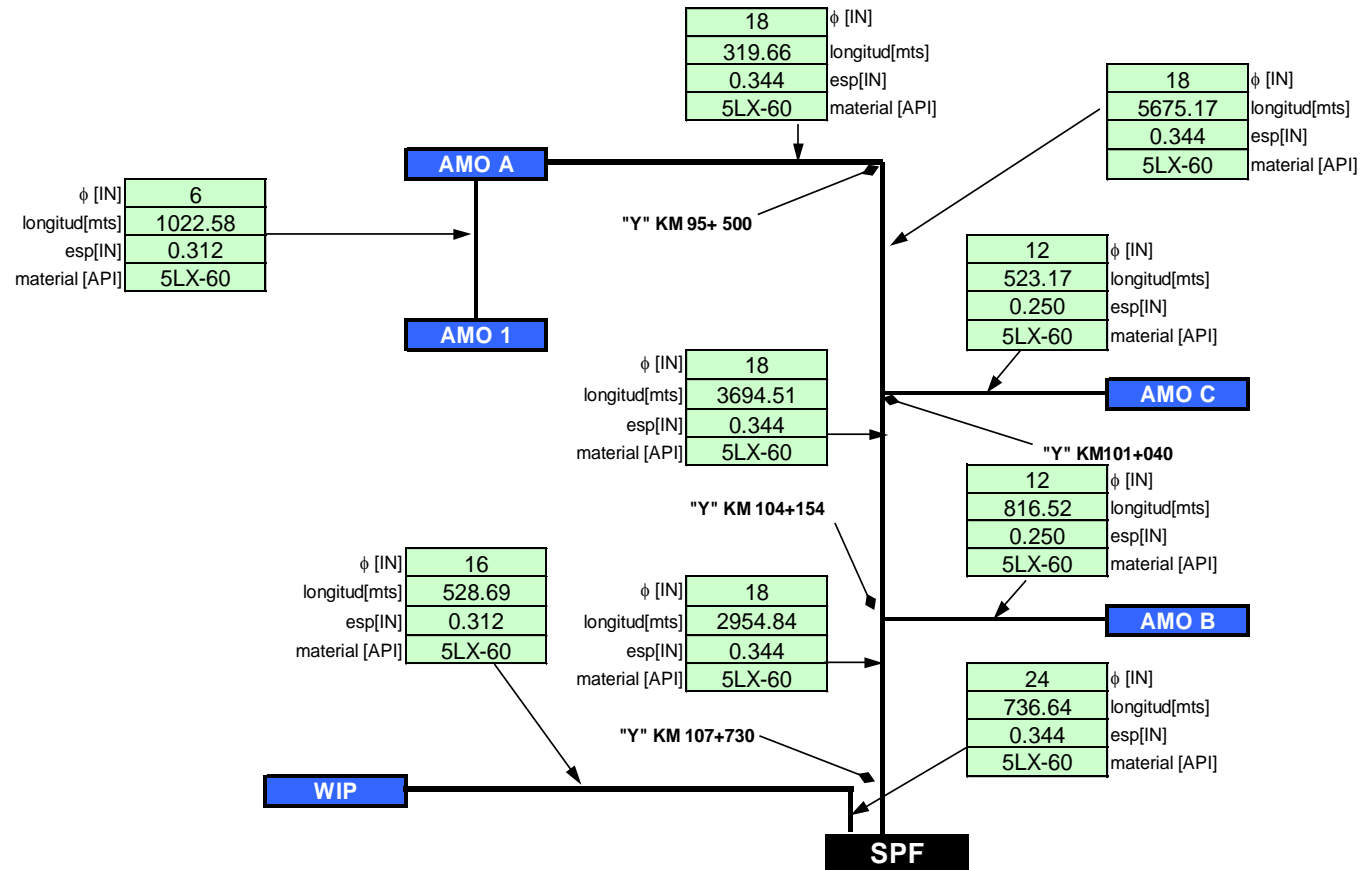 18 ϕ [IN]
319.66 longitud[mts]
0.344 esp[IN]
5LX-60 material [API]
18 ϕ [IN]
5675.17 longitud[mts]
0.344 esp[IN]
5LX-60 material [API]
AMO A
ϕ [IN] 6
longitud[mts] 1022.58
esp[IN] 0.312
material [API] 5LX-60
"Y" KM 95+ 500
12 ϕ [IN]
523.17 longitud[mts]
0.250 esp[IN]
5LX-60 material [API]
AMO 1
ϕ [IN] 18
longitud[mts] 3694.51
esp[IN] 0.344
material [API] 5LX-60
AMO C
"Y" KM101+040
12 ϕ [IN]
816.52 longitud[mts]
0.250 esp[IN]
5LX-60 material [API]
"Y" KM 104+154
ϕ [IN] 16
longitud[mts] 528.69
esp[IN] 0.312
material [API] 5LX-60
ϕ [IN] 18
longitud[mts] 2954.84
esp[IN] 0.344
material [API] 5LX-60
AMO B
24 ϕ [IN]
736.64 longitud[mts]
0.344 esp[IN]
5LX-60 material [API]
"Y" KM 107+730
WIP
SPF